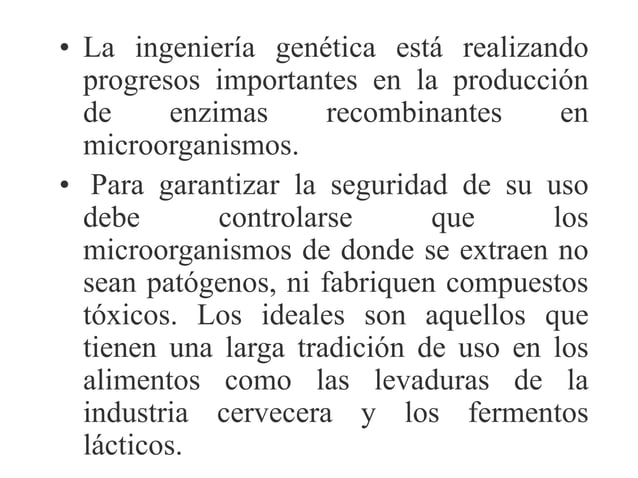 • La ingeniería genética está realizando
progresos importantes en la producción
de enzimas recombinantes en
microorganismos.
• Para garantizar la seguridad de su uso
debe controlarse que los
microorganismos de donde se extraen no
sean patógenos, ni fabriquen compuestos
tóxicos. Los ideales son aquellos que
tienen una larga tradición de uso en los
alimentos como las levaduras de la
industria cervecera y los fermentos
lácticos.